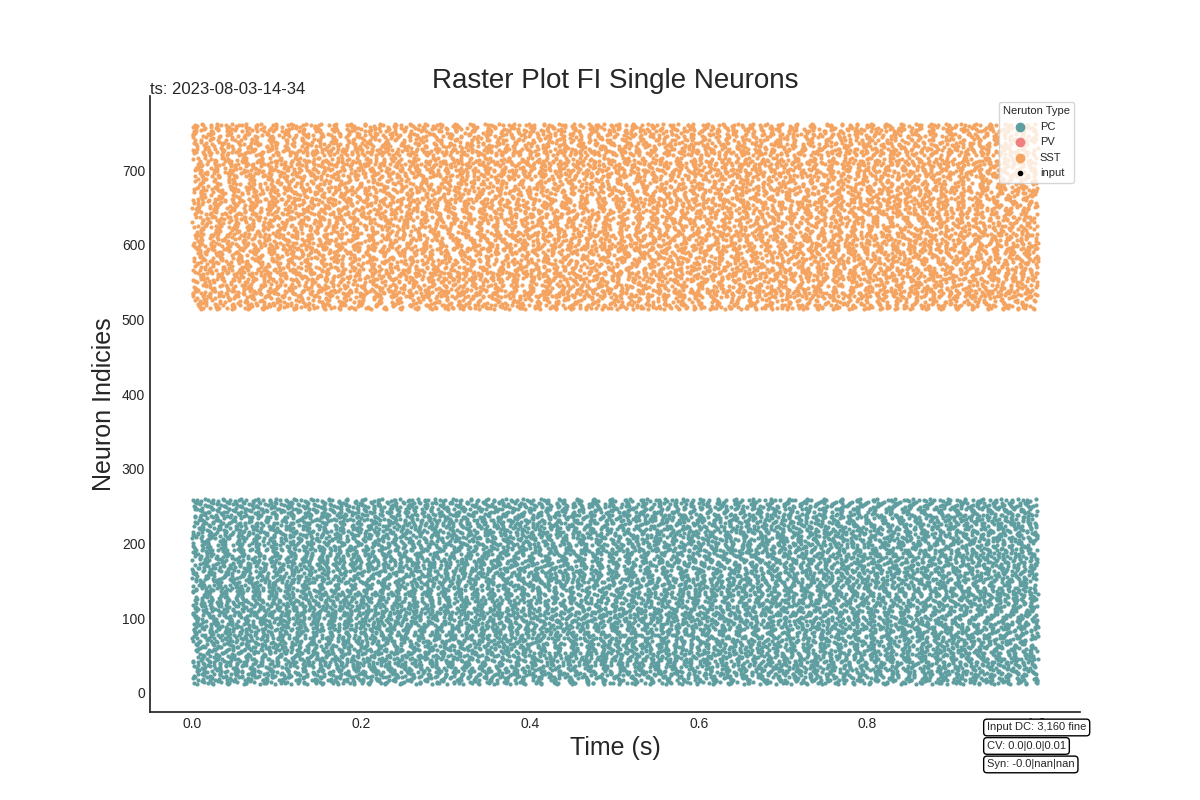 Raster Plot FI Single Neurons
ts: 2023-08-03-14-34
Neruton Type
PC
PV
SST
input
Neuron Indicies
700
600
500
400
300
200
100
0
0.0
0.2
0.4
0.6
0.8
Time (s)
Input DC: 3,160 fine
CV: 0.0|0.0|0.01
Syn: -0.0|nan|nan